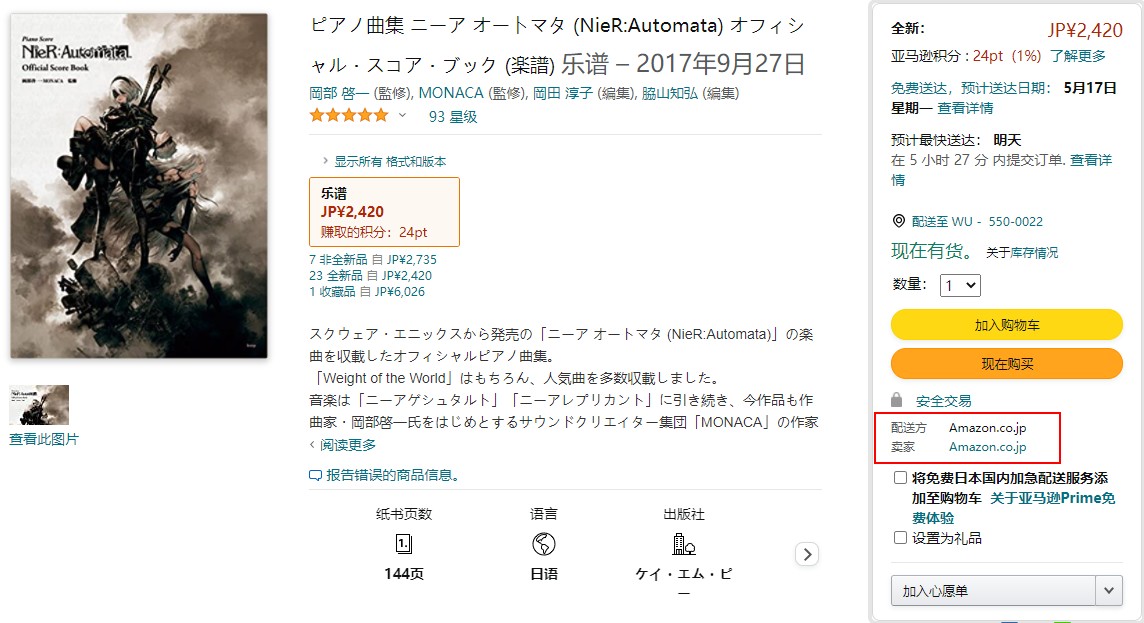 Piano Score
NieR:Automata
Official Score Book
ピアノ曲集 ニーア オートマタ (NieR:Automata) オフィシ
ャル・スコア・ブック (楽譜) 乐谱 – 2017年9月27日
岡部 啓一 (監修), MONACA (監修), 岡田 淳子 (編集), 脇山知弘 (編集)
93 星级
显示所有 格式和版本
乐谱
JP¥2,420
赚取的积分：24pt
7 非全新品 自 JP¥2,735
23 全新品 自 JP¥2,420
1 收藏品 自 JP¥6,026
スクウェア・エニックスから発売の「ニーア オートマタ (NieR:Automata)」の楽
曲を収載したオフィシャルピアノ曲集。
「Weight of the World」はもちろん、人気曲を多数収載しました。
音楽は「ニーアゲシュタルト」「ニーアレプリカント」に引き続き、今作品も作
曲家・岡部啓一氏をはじめとするサウンドクリエイター集団「MONACA」の作家
阅读更多
查看此图片
报告错误的商品信息。
纸书页数
1.
144页
语言
日语
出版社
ケイ・エム・ピ
ー
全新：
JP¥2,420
亚马逊积分：24pt (1%) 了解更多
免费送达，预计送达日期： 5月17日
星期一 查看详情
预计最快送达： 明天
在 5 小时 27 分 内提交订单. 查看详
情
配送至 WU - 550-0022
现在有货。 关于库存情况
数量： 1
加入购物车
现在购买
安全交易
配送方 Amazon.co.jp
卖家 Amazon.co.jp
将免费日本国内加急配送服务添
加至购物车 关于亚马逊Prime免
费体验
设置为礼品
加入心愿单